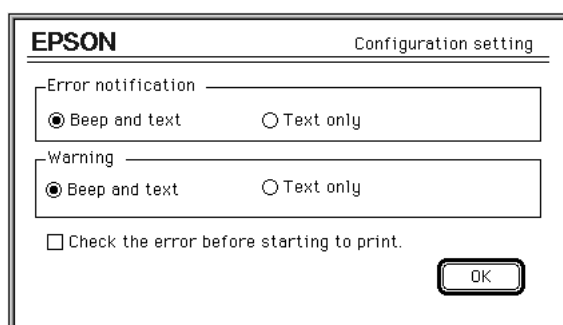 EPSON Configuration setting
Error notification
Beep and text Text only
Warning
Beep and text Text only
Check the error before starting to print.
OK